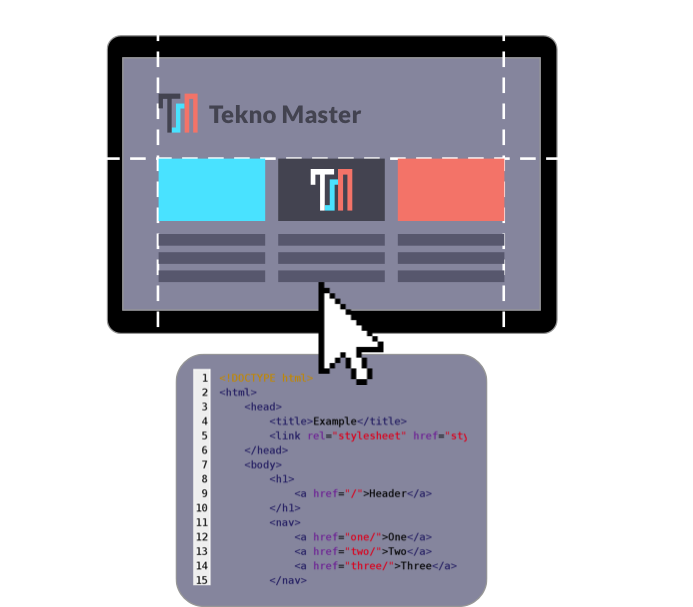 Tekno Master
1 <!DOCTYPE html>
2 <html>
3 <head>
4 <title>Example</title>
5 <link rel="stylesheet" href="sty
6 </head>
7 <body>
8 <h1>
9 <a href="/">Header</a>
10 </h1>
11 <nav>
12 <a href="one/">One</a>
13 <a href="two/">Two</a>
14 <a href="three/">Three</a>
15 </nav>